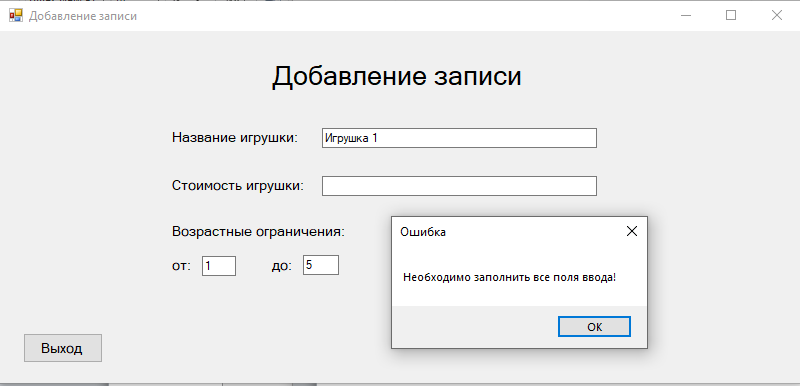 Добавление записи
Добавление записи
Название игрушки: Игрушка 1
Стоимость игрушки:
Возрастные ограничения:
от: 1 до: 5
Ошибка
Необходимо заполнить все поля ввода!
OK
Выход